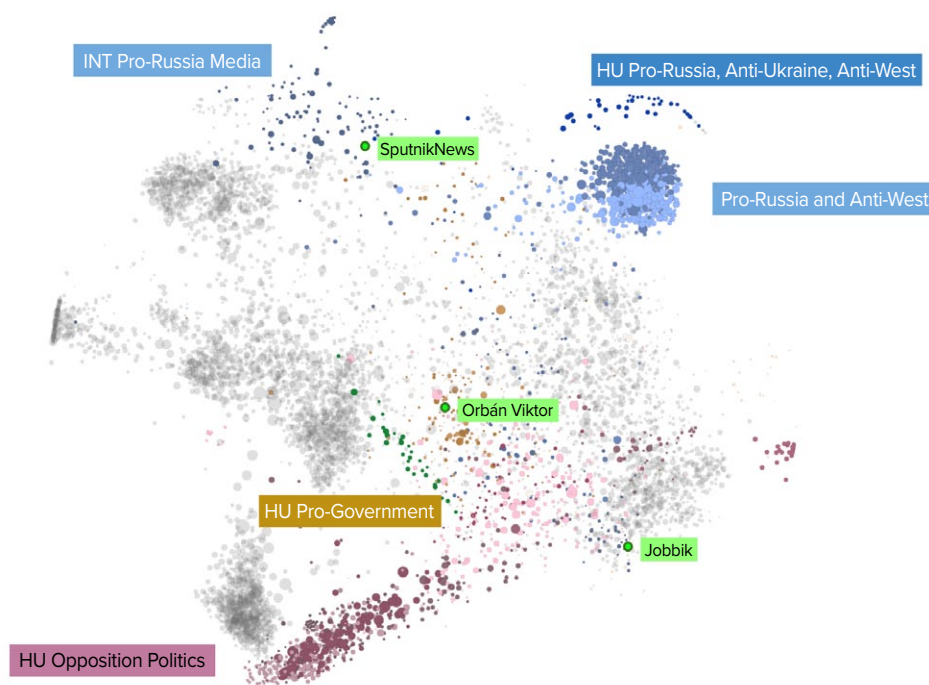 INT Pro-Russia Media
HU Pro-Russia, Anti-Ukraine, Anti-West
SputnikNews
Pro-Russia and Anti-West
Orbán Viktor
HU Pro-Government
Jobbik
HU Opposition Politics